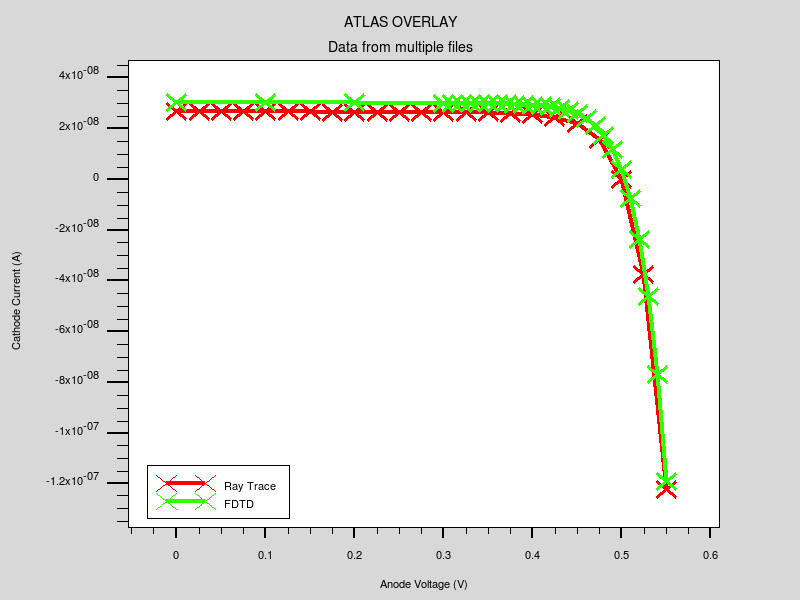 ATLAS OVERLAY
Data from multiple files
4x10-08
2x10-08
0
-2x10-08
-4x10-08
-6x10-08
-8x10-08
-1x10-07
-1.2x10-07
Cathode Current (A)
Ray Trace
FDTD
0 0.1 0.2 0.3 0.4 0.5 0.6
Anode Voltage (V)